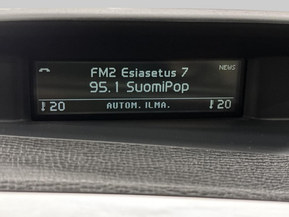 FM2 Esiasetus 7 NEWS
95.1 SuomiPop
20 AUTOM. ILMA. 20